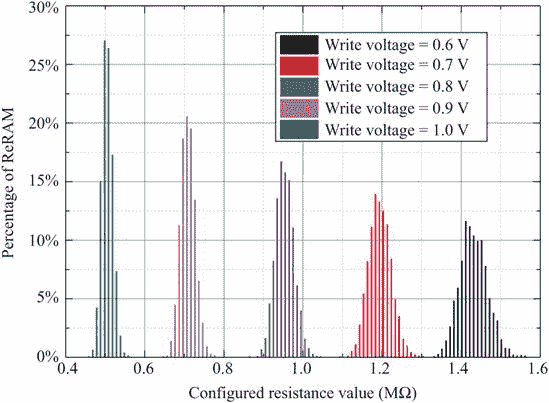 30%
25%
20%
15%
10%
5%
0%
Percentage of ReRAM
Write voltage = 0.6 V
Write voltage = 0.7 V
Write voltage = 0.8 V
Write voltage = 0.9 V
Write voltage = 1.0 V
0.4 0.6 0.8 1.0 1.2 1.4 1.6
Configured resistance value (MΩ)